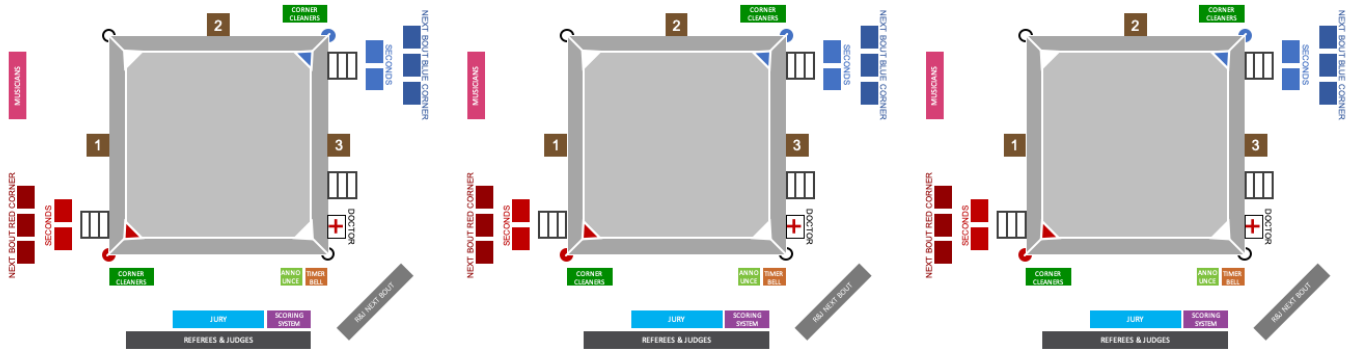 CORNER
CLEANERS
2
NEXT BOUT BLUE CORNER
SECONDS
MUSICIANS
1
3
NEXT BOUT RED CORNER
SECONDS
DOCTOR
CORNER
CLEANERS
ANNO
UNCE
TIMER
BELL
R&J NEXT BOUT
JURY
SCORING
SYSTEM
REFEREES & JUDGES
CORNER
CLEANERS
2
NEXT BOUT BLUE CORNER
SECONDS
MUSICIANS
1
3
NEXT BOUT RED CORNER
SECONDS
DOCTOR
CORNER
CLEANERS
ANNO
UNCE
TIMER
BELL
R&J NEXT BOUT
JURY
SCORING
SYSTEM
REFEREES & JUDGES
CORNER
CLEANERS
2
NEXT BOUT BLUE CORNER
SECONDS
MUSICIANS
1
3
NEXT BOUT RED CORNER
SECONDS
DOCTOR
CORNER
CLEANERS
ANNO
UNCE
TIMER
BELL
R&J NEXT BOUT
JURY
SCORING
SYSTEM
REFEREES & JUDGES